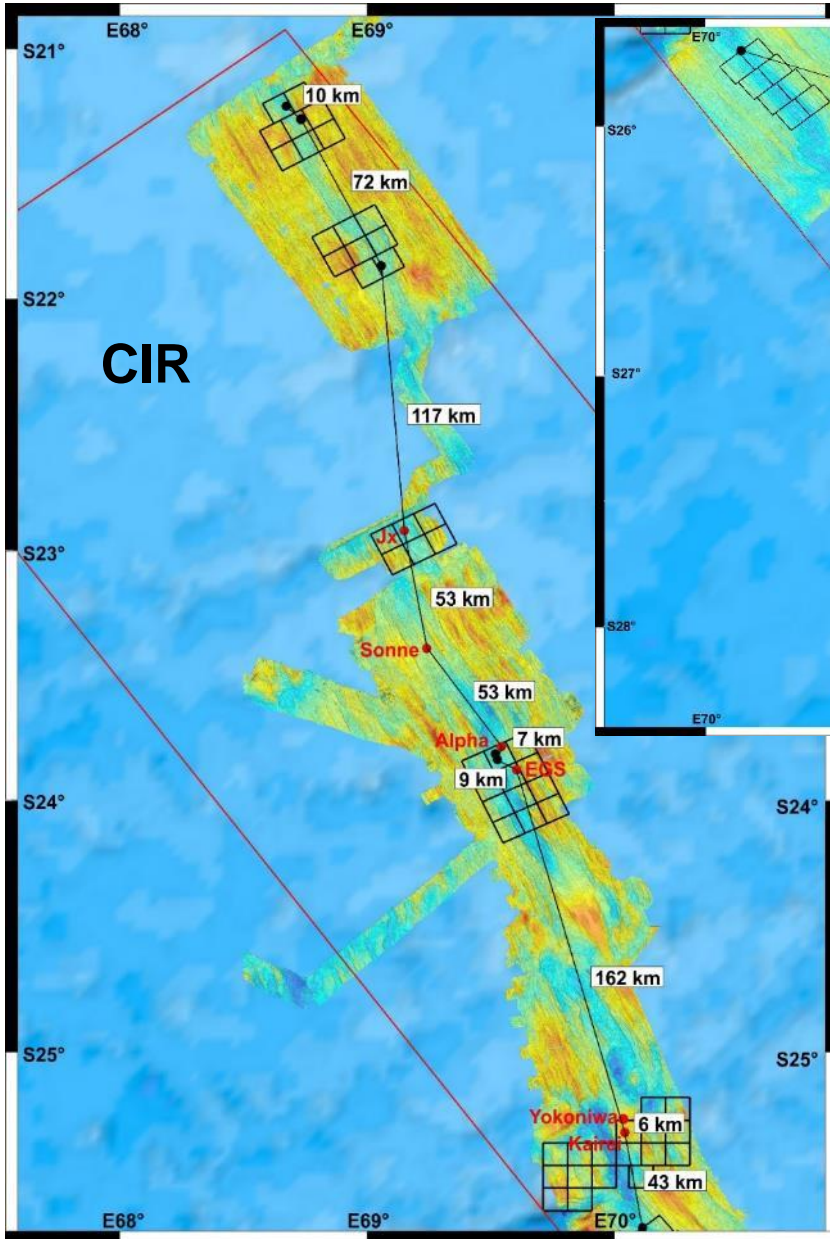 E68°
E69°
S21°
10 km
E70°
S26°
72 km
S22°
CIR
S27°
117 km
Jx
S23°
53 km
S28°
Sonne
53 km
E70°
Alpha
7 km
9 km
EGS
S24°
S24°
162 km
S25°
S25°
Yokoniwa
6 km
Kairei
43 km
E68°
E69°
E70°